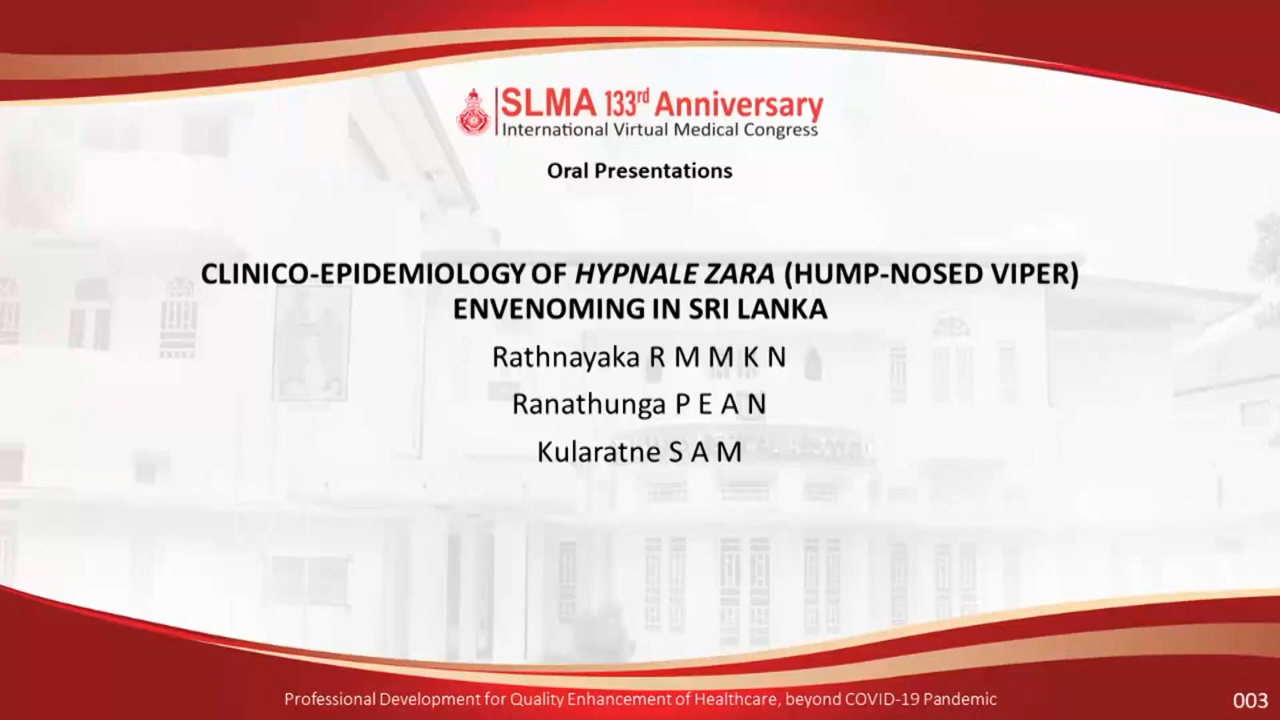 SLMA 133rd Anniversary
International Virtual Medical Congress
Oral Presentations
CLINICO-EPIDEMIOLOGY OF HYPNALE ZARA (HUMP-NOSED VIPER)
ENVENOMING IN SRI LANKA
Rathnayaka R M M K N
Ranathunga P E A N
Kularatne S A M
Professional Development for Quality Enhancement of Healthcare, beyond COVID-19 Pandemic
003